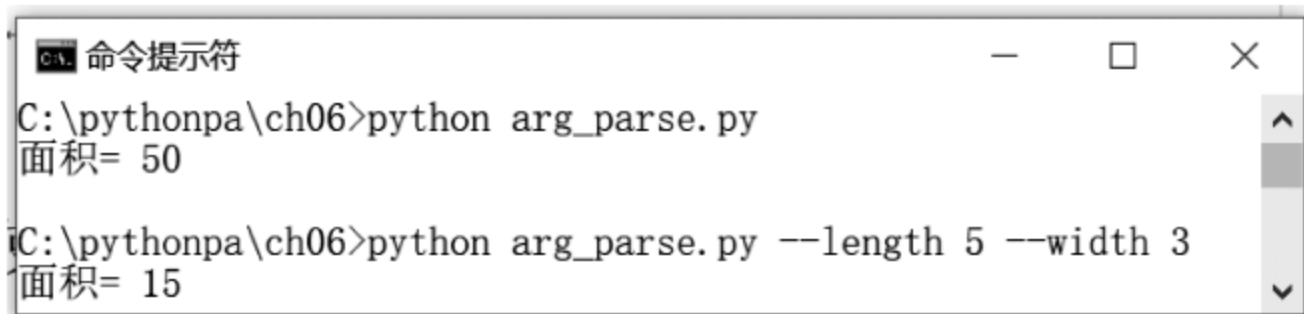 命令提示符
C:\pythonpa\ch06>python arg_parse.py
面积= 50
C:\pythonpa\ch06>python arg_parse.py --length 5 --width 3
面积= 15